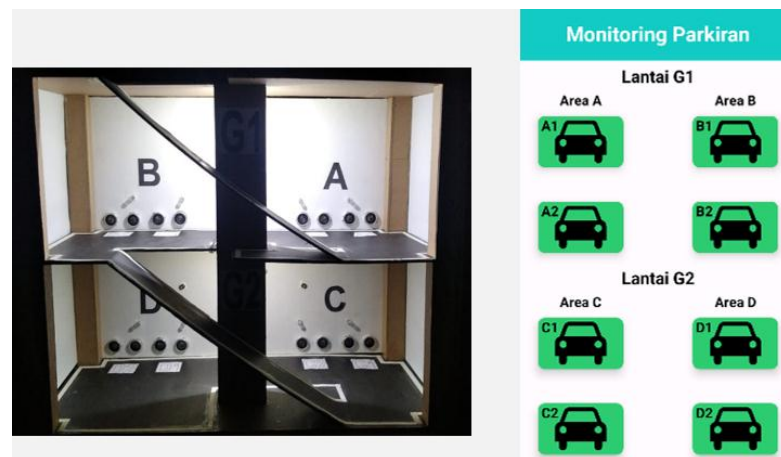 G1
B
A
G2
D
C
Monitoring Parkiran
Lantai G1
Area A
Area B
A1
B1
A2
B2
Lantai G2
Area C
Area D
C1
D1
C2
D2